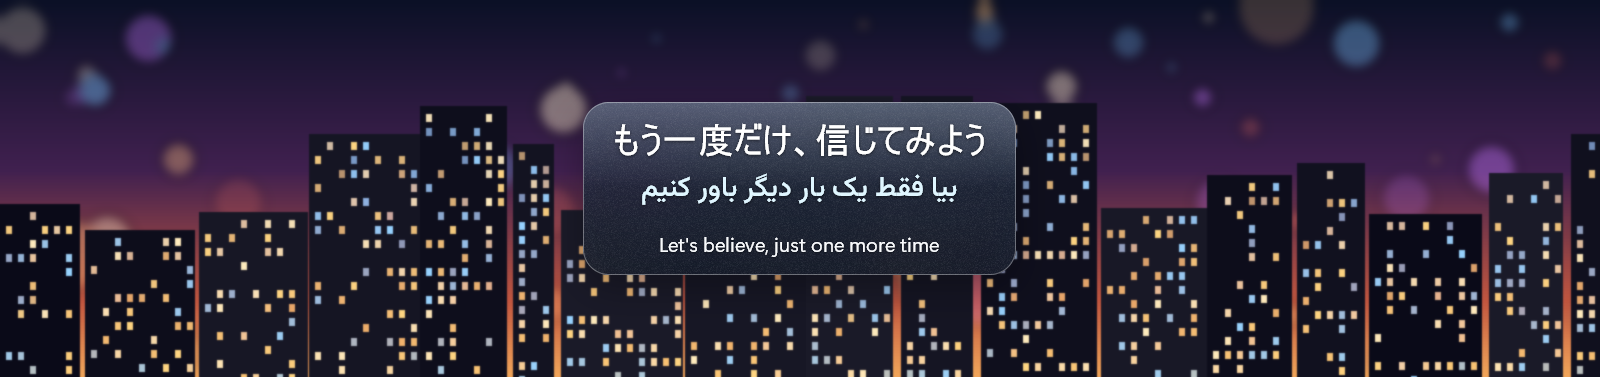 もう一度だけ、信じてみよう
بیا فقط یک بار دیگر باور کنیم
Let's believe, just one more time